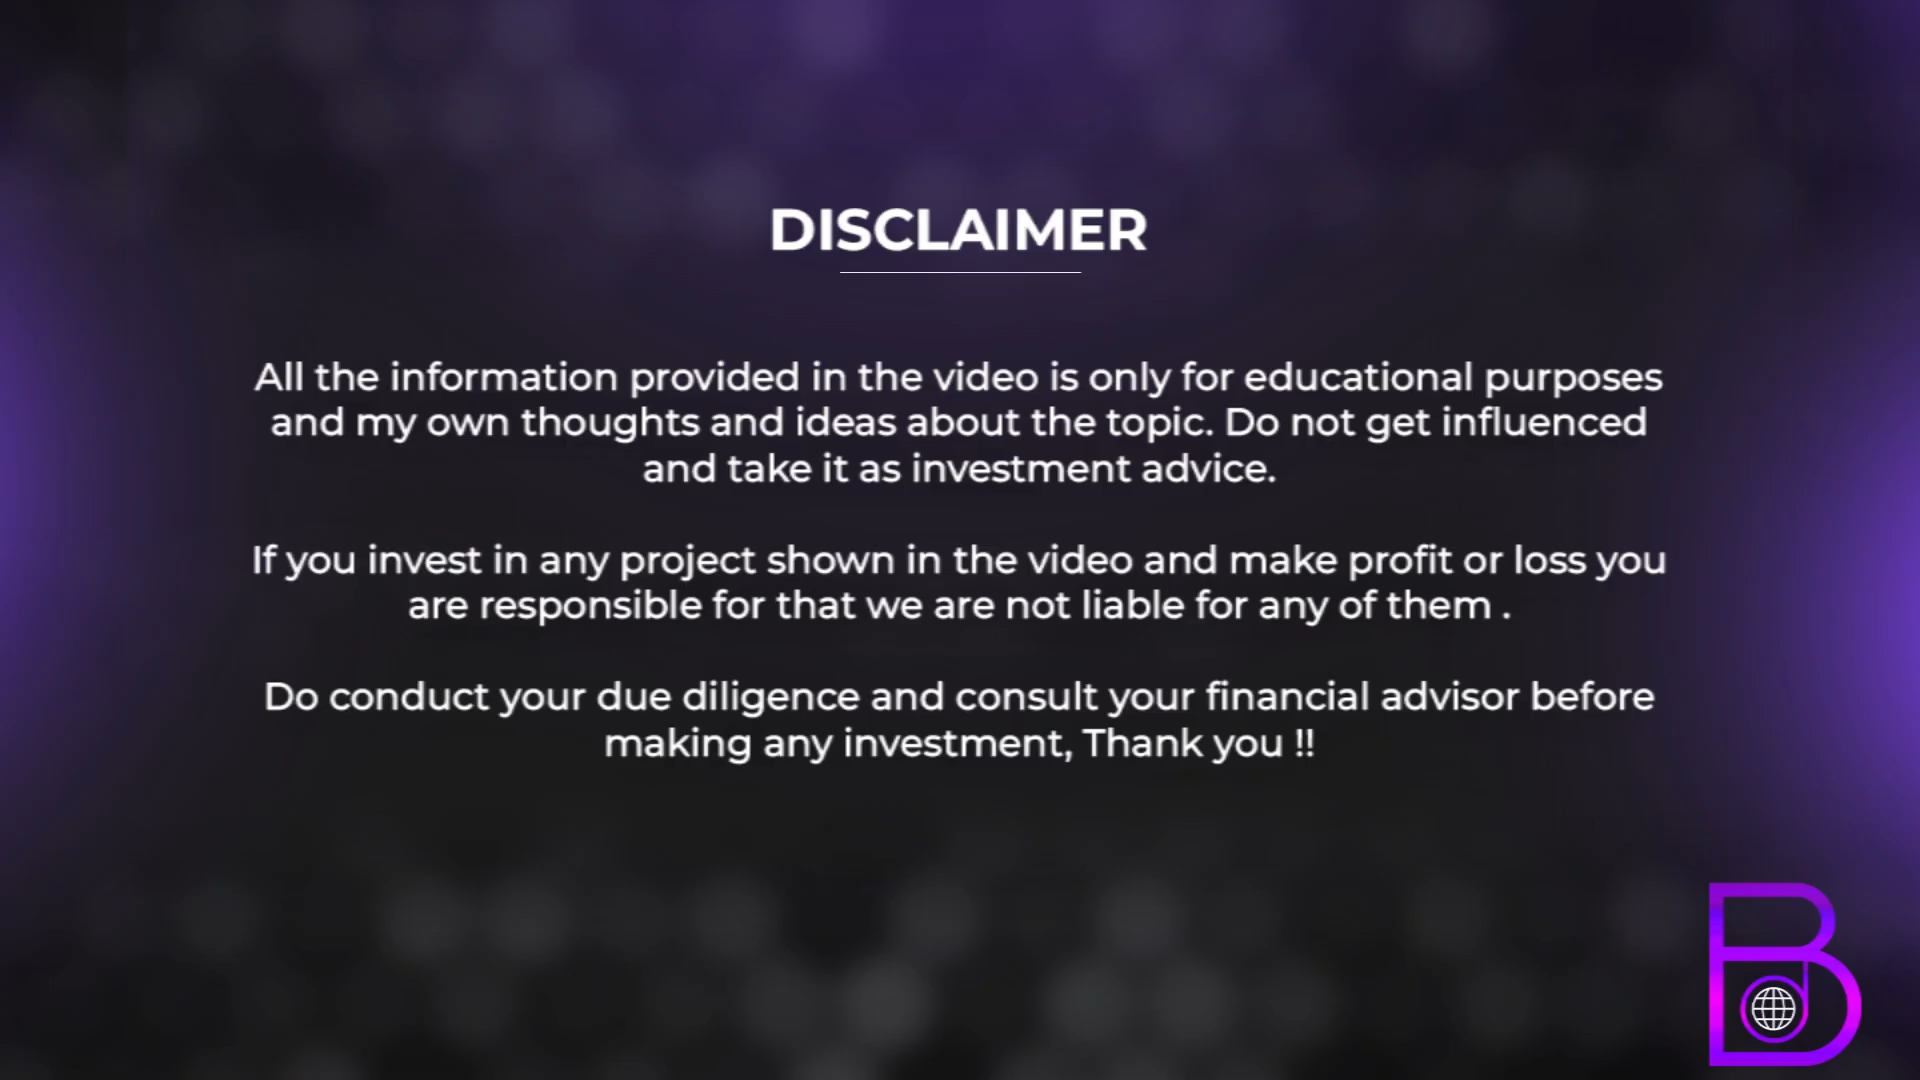 DISCLAIMER
All the information provided in the video is only for educational purposes
and my own thoughts and ideas about the topic. Do not get influenced
and take it as investment advice.
If you invest in any project shown in the video and make profit or loss you
are responsible for that we are not liable for any of them .
Do conduct your due diligence and consult your financial advisor before
making any investment, Thank you !!